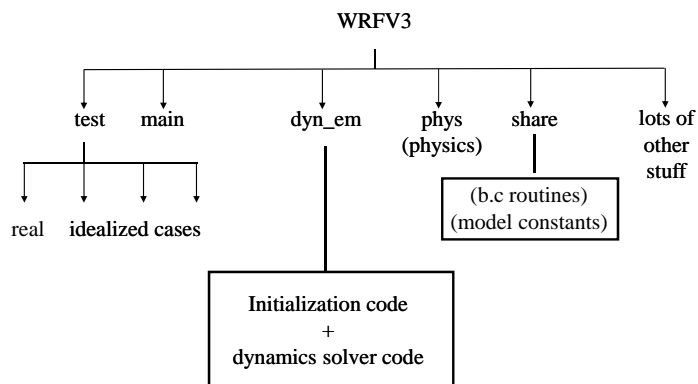 WRFV3
test main dyn_em phys share lots of
(physics) other
stuff
(b.c routines)
(model constants)
real idealized cases
Initialization code
+
dynamics solver code